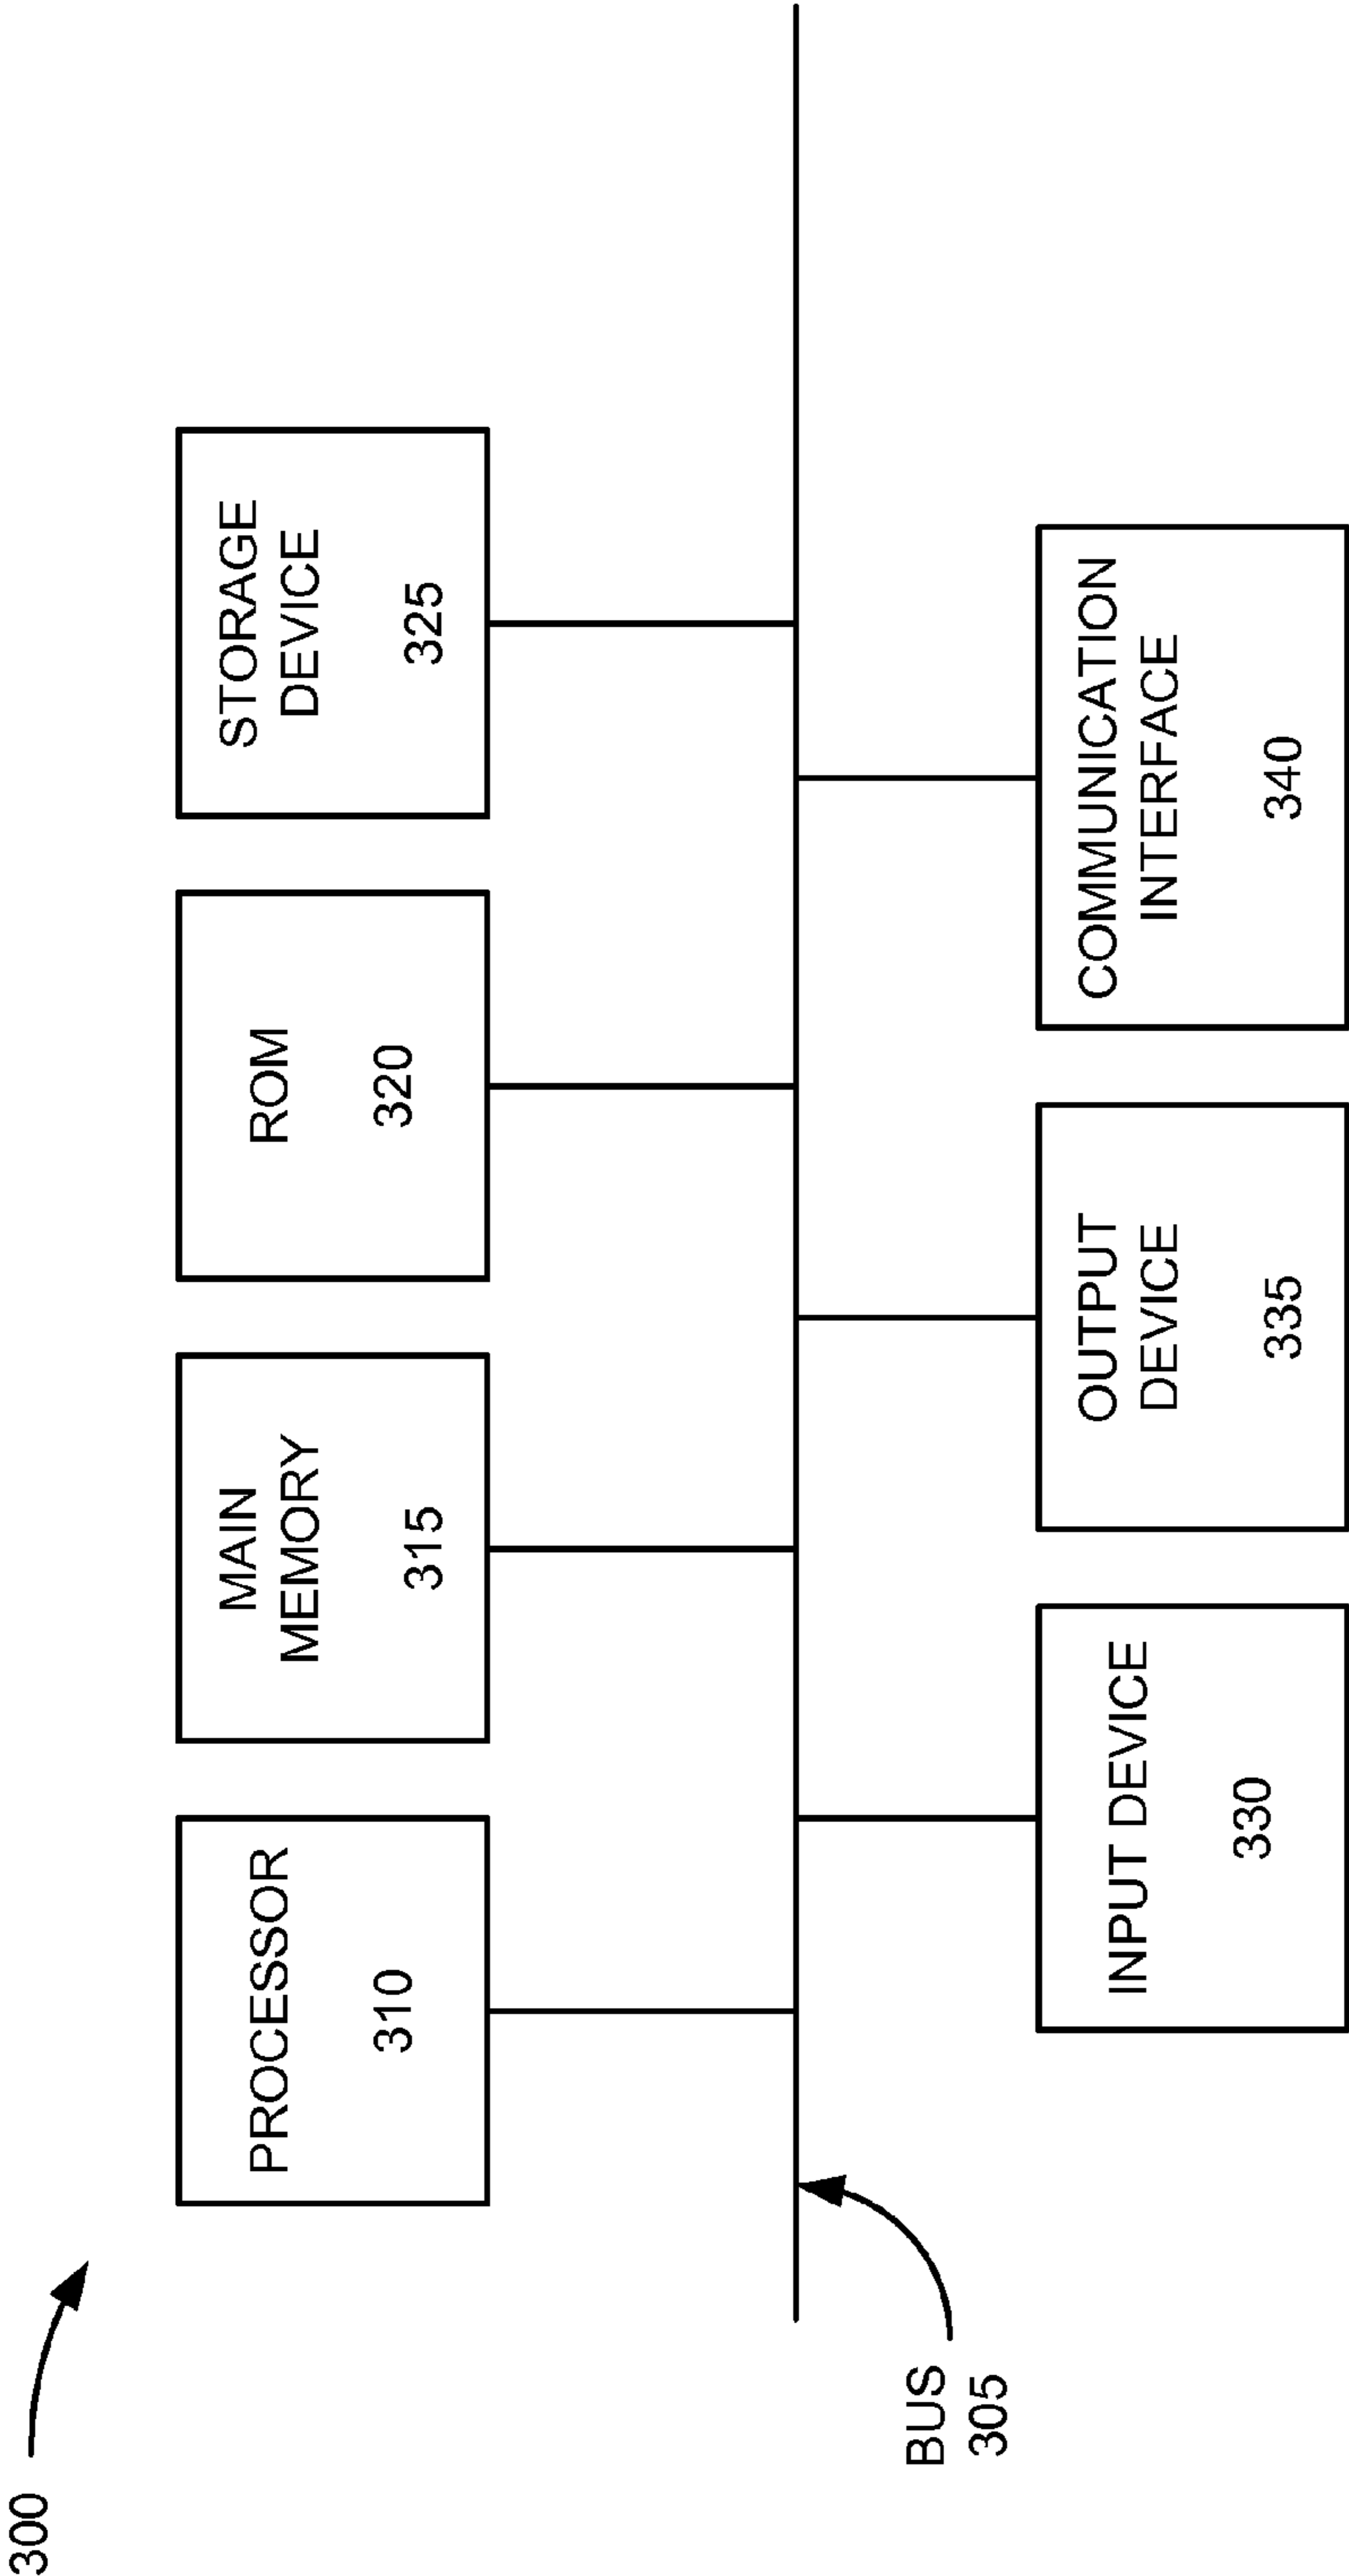 300
PROCESSOR
310
MAIN
MEMORY
315
ROM
320
STORAGE
DEVICE
325
BUS
305
INPUT DEVICE
330
OUTPUT
DEVICE
335
COMMUNICATION
INTERFACE
340